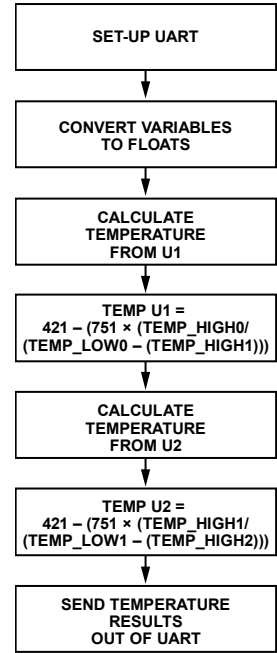 SET-UP UART
CONVERT VARIABLES
TO FLOATS
CALCULATE
TEMPERATURE
FROM U1
TEMP U1 =
421 – (751 × (TEMP_HIGH0/
(TEMP_LOW0 – (TEMP_HIGH1)))
CALCULATE
TEMPERATURE
FROM U2
TEMP U2 =
421 – (751 × (TEMP_HIGH1/
(TEMP_LOW1 – (TEMP_HIGH2)))
SEND TEMPERATURE
RESULTS
OUT OF UART